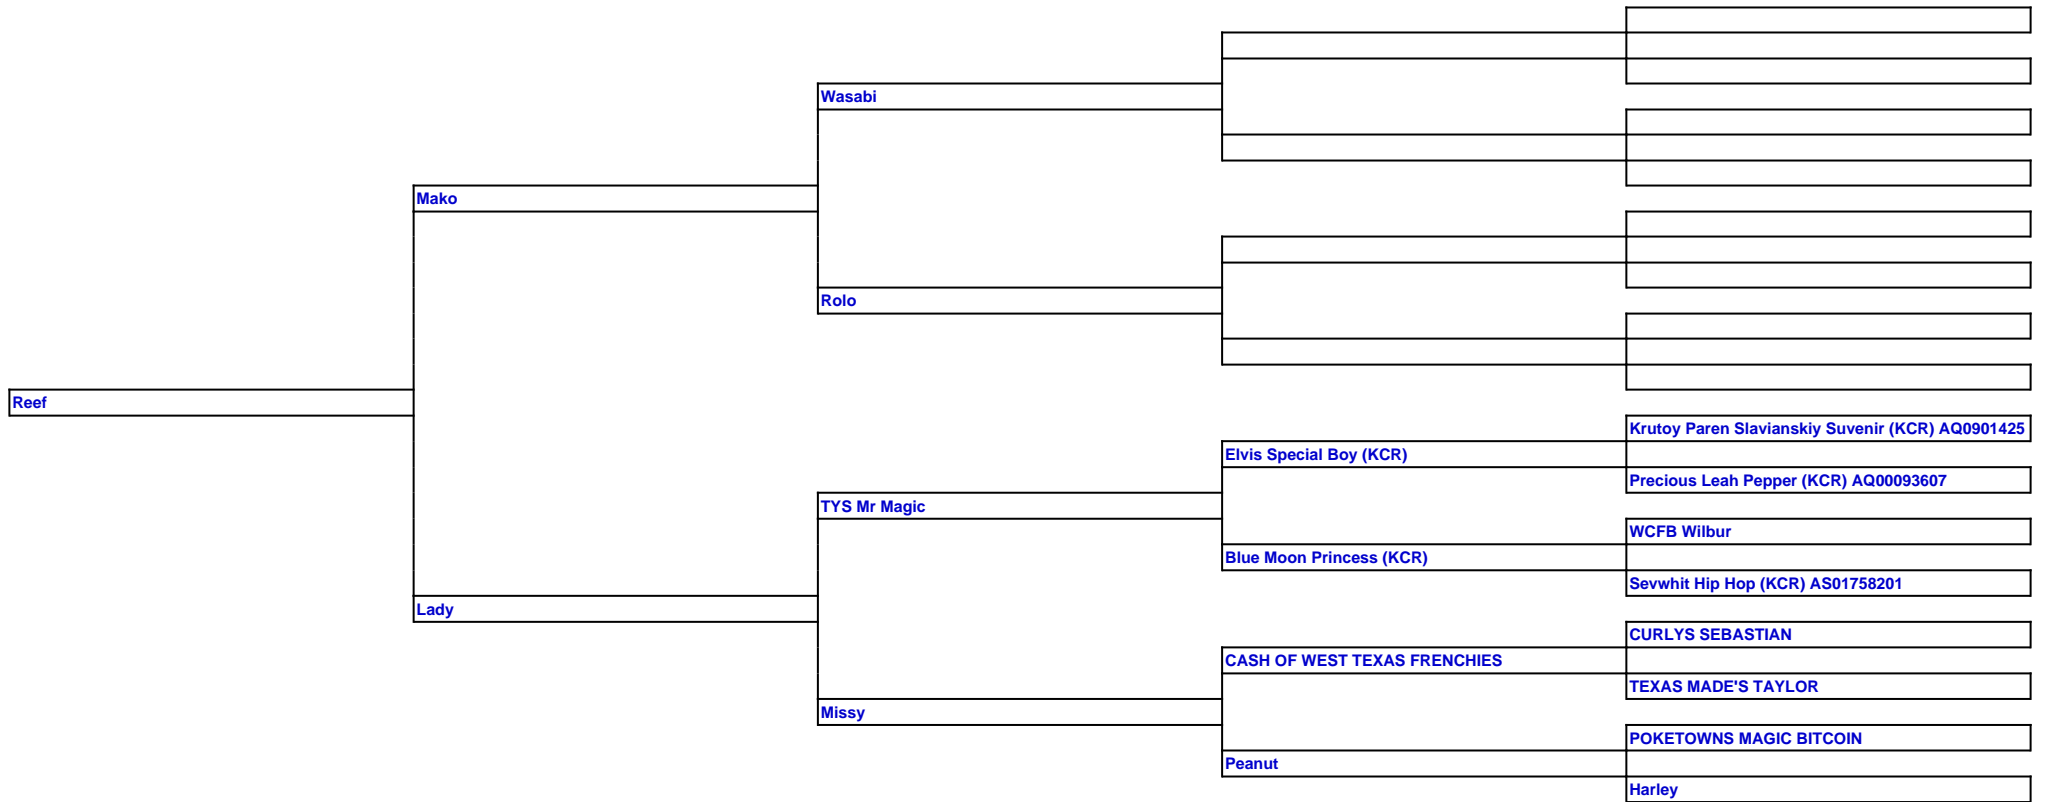 Wasabi
Mako
Rolo
Reef
Krutoy Paren Slavianskiy Suvenir (KCR) AQ0901425
Elvis Special Boy (KCR)
Precious Leah Pepper (KCR) AQ00093607
TYS Mr Magic
WCFB Wilbur
Blue Moon Princess (KCR)
Sevwhit Hip Hop (KCR) AS01758201
Lady
CURLYS SEBASTIAN
CASH OF WEST TEXAS FRENCHIES
TEXAS MADE'S TAYLOR
Missy
POKETOWNS MAGIC BITCOIN
Peanut
Harley